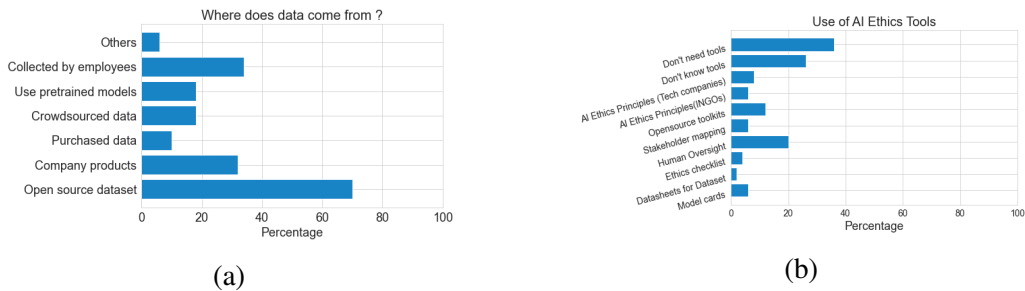 Where does data come from ?
Others
Collected by employees
Use pretrained models
Crowdsourced data
Purchased data
Company products
Open source dataset
0 20 40 60 80 100
Percentage
(a)
Use of AI Ethics Tools
Don't need tools
Don't know tools
AI Ethics Principles (Tech companies)
AI Ethics Principles(INGOs)
Opensource toolkits
Stakeholder mapping
Human Oversight
Ethics checklist
Datasheets for Dataset
Model cards
0 20 40 60 80 100
Percentage
(b)